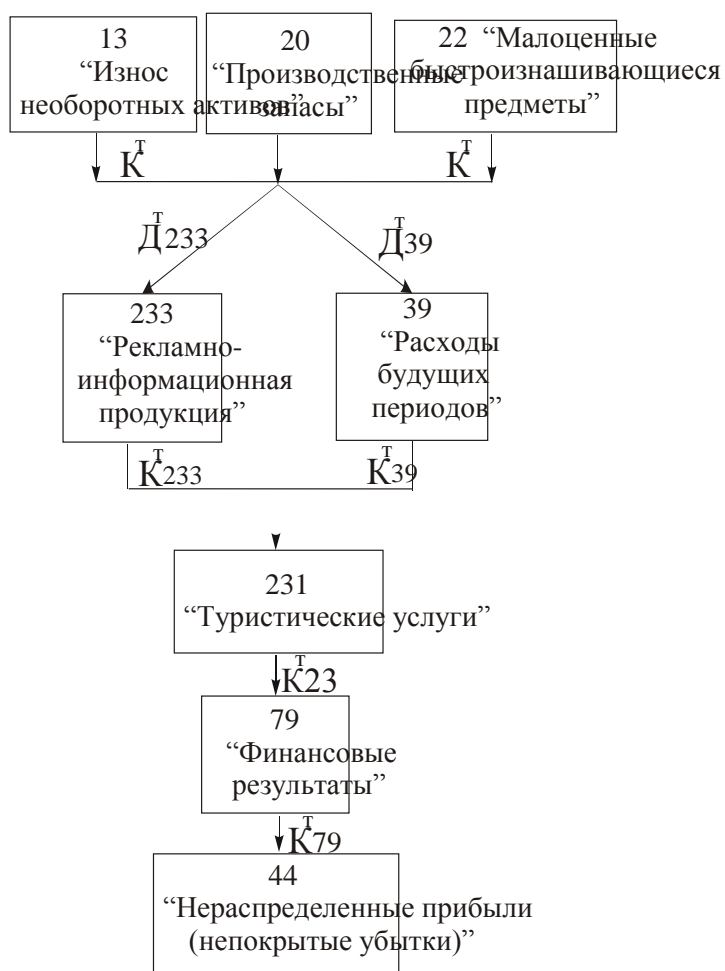 13
“Износ
необоротных активов”
20
“Производственные
запасы”
22 “Малоценные
быстроизнашивающиеся
предметы”
Кт
Кт
Дт233
Дт39
233
“Рекламно-
информационная
продукция”
39
“Расходы
будущих
периодов”
Кт233
Кт39
231
“Туристические услуги”
Кт23
79
“Финансовые
результаты”
Кт79
44
“Нераспределенные прибыли
(непокрытые убытки)”